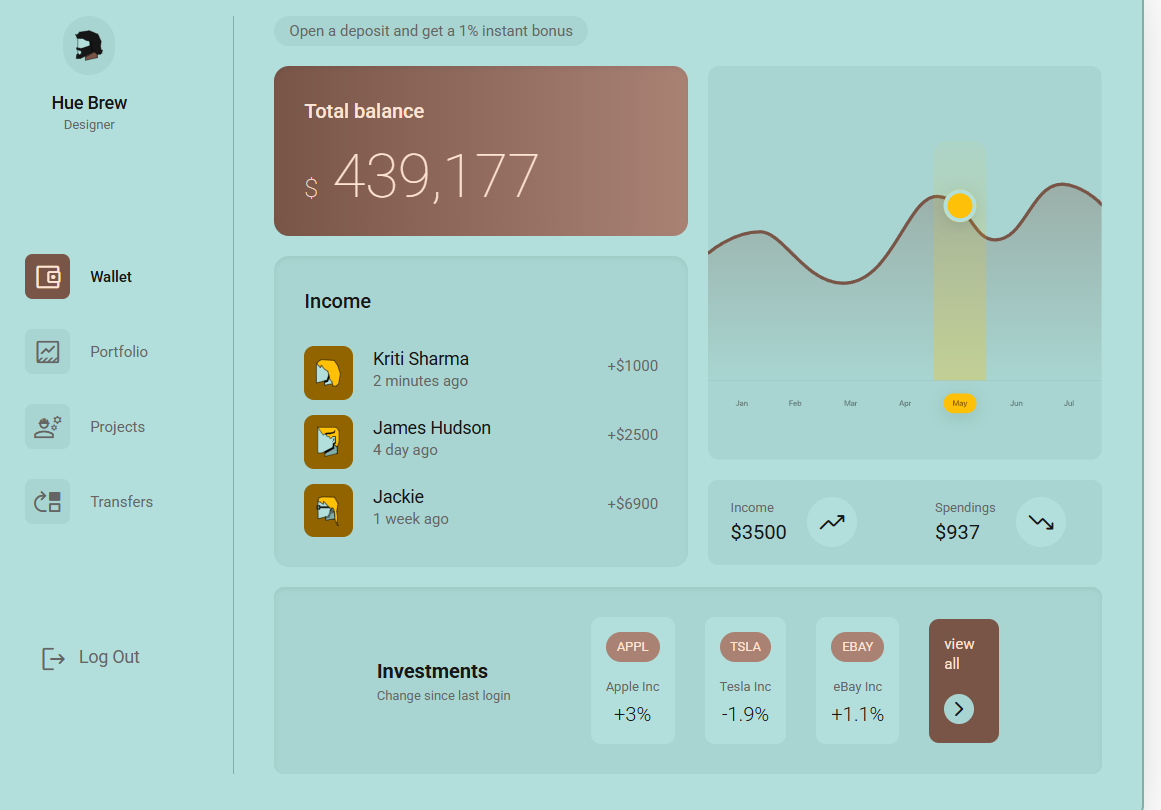 Hue Brew
Designer
Wallet
Portfolio
Projects
Transfers
Log Out
Open a deposit and get a 1% instant bonus
Total balance
$ 439,177
Income
Kriti Sharma
2 minutes ago
+$1000
James Hudson
4 day ago
+$2500
Jackie
1 week ago
+$6900
Jan Feb Mar Apr May Jun Jul
Income
$3500
Spendings
$937
Investments
Change since last login
APPL
Apple Inc
+3%
TSLA
Tesla Inc
-1.9%
EBAY
eBay Inc
+1.1%
view
all